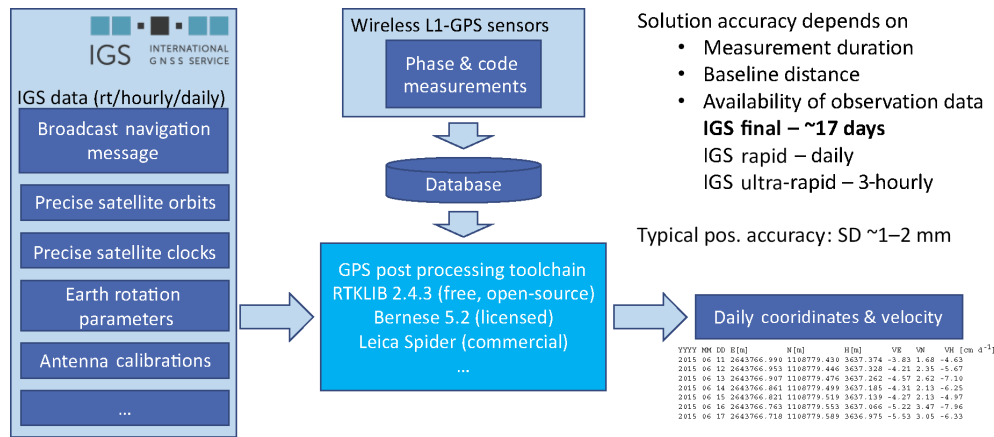 IGS
INTERNATIONAL
GNSS SERVICE
IGS data (rt/hourly/daily)
Broadcast navigation
message
Precise satellite orbits
Precise satellite clocks
Earth rotation
parameters
Antenna calibrations
...
Wireless L1-GPS sensors
Phase & code
measurements
Database
GPS post processing toolchain
RTKLIB 2.4.3 (free, open-source)
Bernese 5.2 (licensed)
Leica Spider (commercial)
...
Solution accuracy depends on
• Measurement duration
• Baseline distance
• Availability of observation data
IGS final – ~17 days
IGS rapid – daily
IGS ultra-rapid – 3-hourly
Typical pos. accuracy: SD ~1–2 mm
Daily cooridinates & velocity
YYYY MM DD E[m] N[m] H[m] VE VN VH [cm d⁻¹]
2015 06 11 2643766.990 1108779.430 3637.374 -3.83 1.68 -4.63
2015 06 12 2643766.953 1108779.446 3637.328 -4.21 2.35 -5.67
2015 06 13 2643766.907 1108779.476 3637.262 -4.57 2.62 -7.10
2015 06 14 2643766.861 1108779.499 3637.185 -4.31 2.13 -6.25
2015 06 15 2643766.821 1108779.519 3637.139 -4.27 2.13 -4.97
2015 06 16 2643766.763 1108779.553 3637.066 -5.22 3.47 -7.96
2015 06 17 2643766.718 1108779.589 3636.975 -5.53 3.05 -6.33